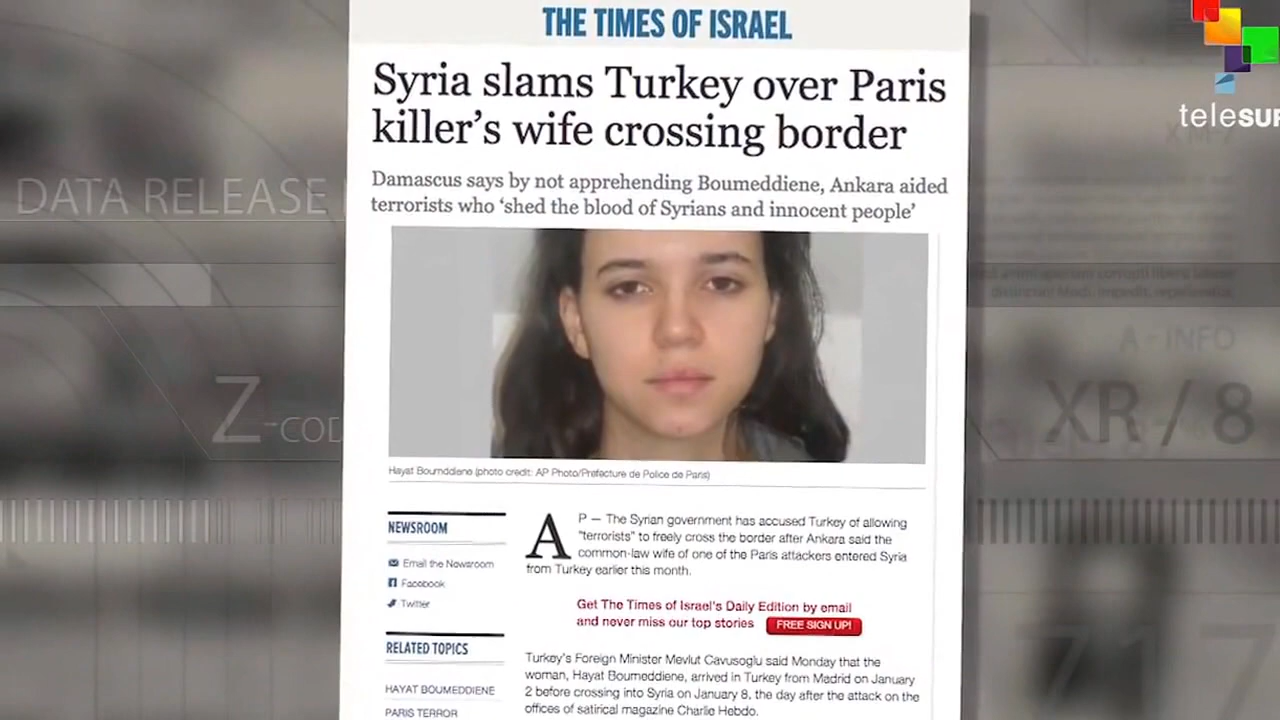 THE TIMES OF ISRAEL
Syria slams Turkey over Paris
killer's wife crossing border
Damascus says by not apprehending Boumeddiene, Ankara aided
terrorists who 'shed the blood of Syrians and innocent people'
Hayat Boumddiene (photo credit: AP Photo/Prefecture de Police de Paris)
NEWSROOM
Email the Newsroom
Facebook
Twitter
RELATED TOPICS
HAYAT BOUMEDDIENE
PARIS TERROR
AP — The Syrian government has accused Turkey of allowing
"terrorists" to freely cross the border after Ankara said the
common-law wife of one of the Paris attackers entered Syria
from Turkey earlier this month.
Get The Times of Israel's Daily Edition by email
and never miss our top stories FREE SIGN UP!
Turkey's Foreign Minister Mevlut Cavusoglu said Monday that the
woman, Hayat Boumeddiene, arrived in Turkey from Madrid on January
2 before crossing into Syria on January 8, the day after the attack on the
offices of satirical magazine Charlie Hebdo.
teleSUR
DATA RELEASE
Z-COD
A - INFO
XR / 8